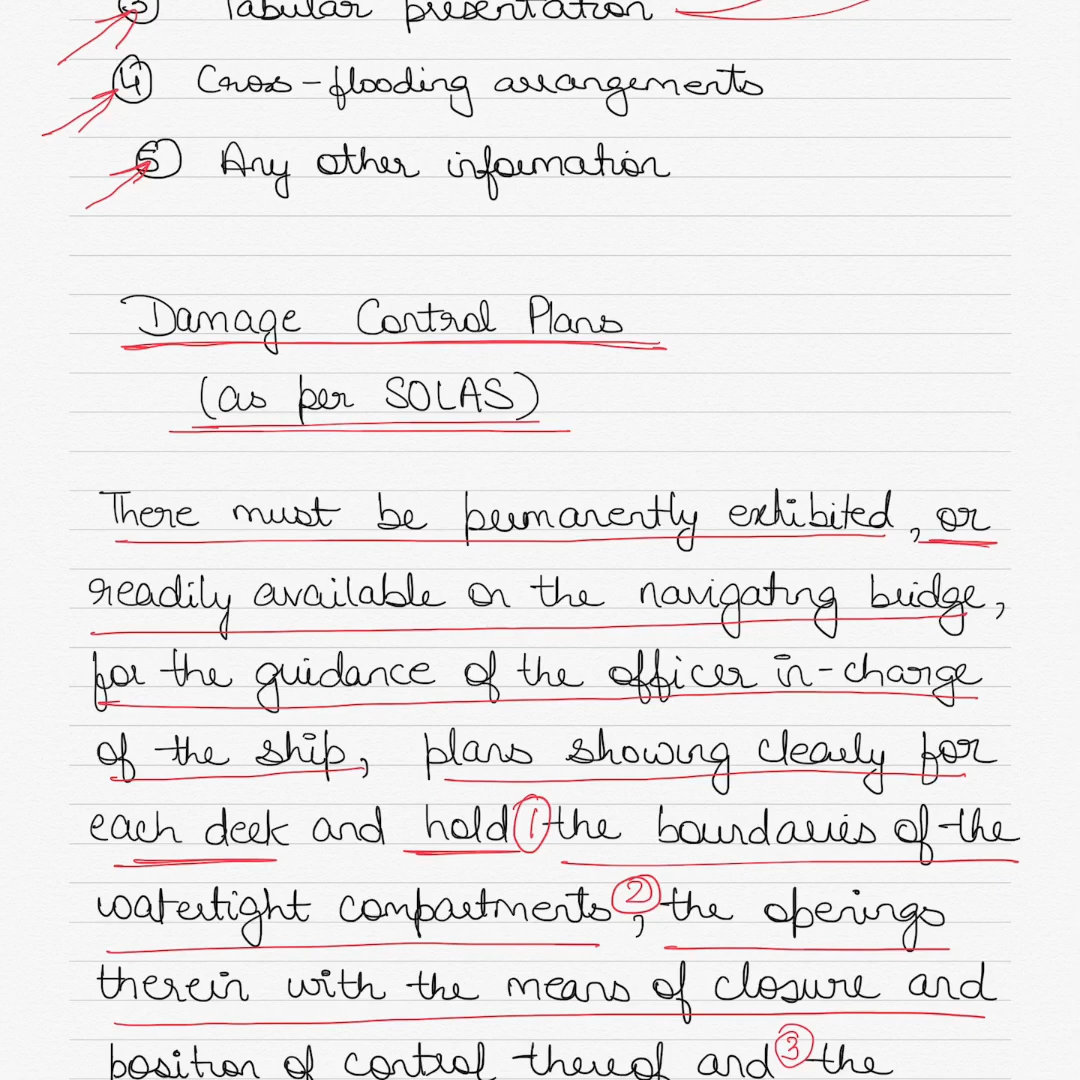 3 Tabular presentation
4 Cross-flooding arrangements
5 Any other information
Damage Control Plans
(as per SOLAS)
There must be permanently exhibited, or
readily available on the navigating bridge,
for the guidance of the officer in-charge
of the ship, plans showing clearly for
each deck and hold 1 the boundaries of the
watertight compartments, 2 the openings
therein with the means of closure and
position of control thereof and 3 the